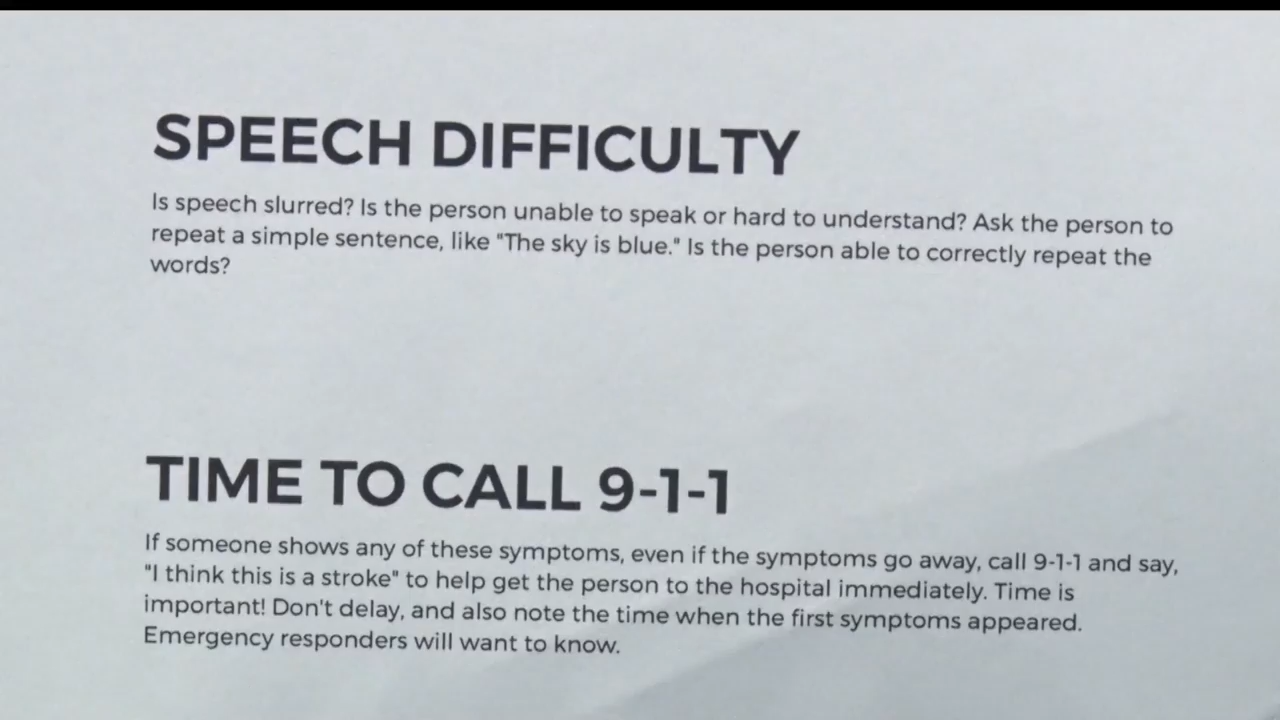 SPEECH DIFFICULTY
Is speech slurred? Is the person unable to speak or hard to understand? Ask the person to
repeat a simple sentence, like "The sky is blue." Is the person able to correctly repeat the
words?
TIME TO CALL 9-1-1
If someone shows any of these symptoms, even if the symptoms go away, call 9-1-1 and say,
"I think this is a stroke" to help get the person to the hospital immediately. Time is
important! Don't delay, and also note the time when the first symptoms appeared.
Emergency responders will want to know.